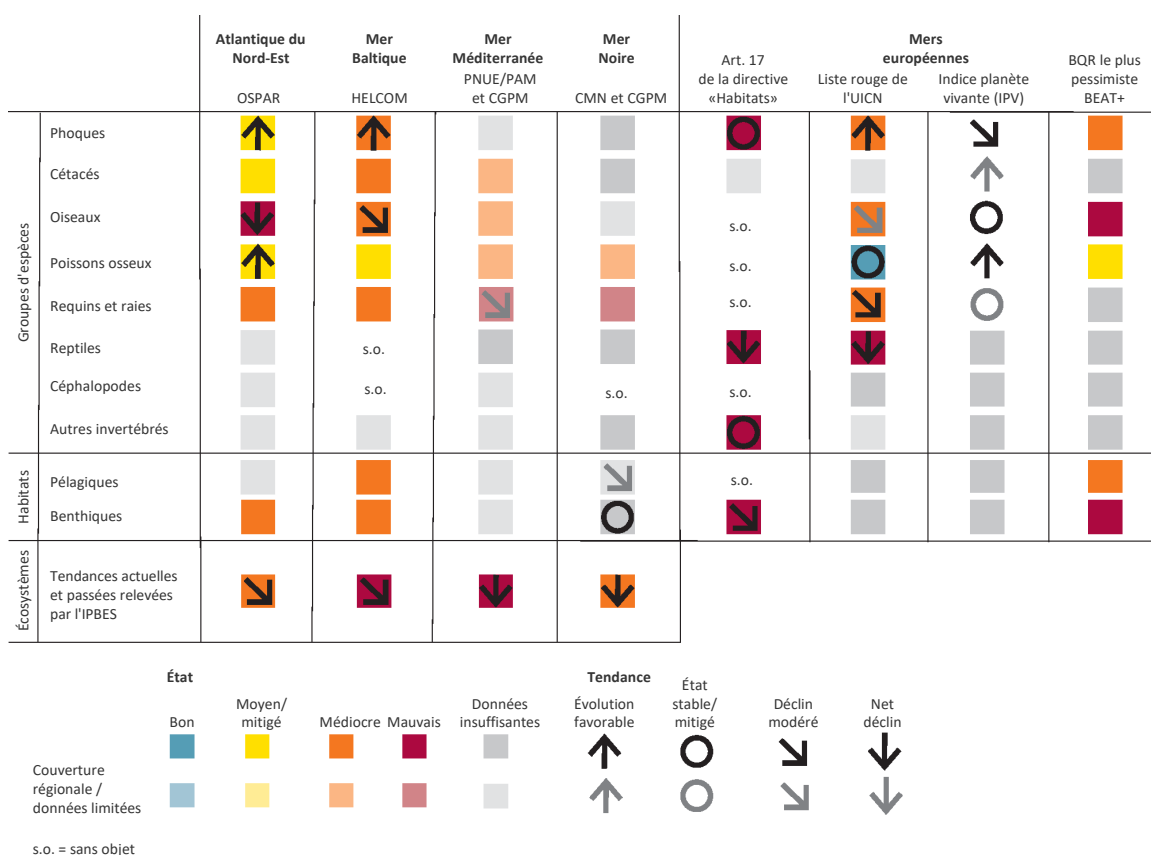 Atlantique du
Nord-Est
OSPAR
Mer
Baltique
HELCOM
Mer
Méditerranée
PNUE/PAM
et CGPM
Mer
Noire
CMN et CGPM
Mers
européennes
Art. 17
de la directive
«Habitats»
Liste rouge de
l'UICN
Indice planète
vivante (IPV)
BQR le plus
pessimiste
BEAT+
Groupes d'espèces
Phoques
Cétacés
Oiseaux
s.o.
Poissons osseux
s.o.
Requins et raies
s.o.
Reptiles
s.o.
Céphalopodes
s.o.
s.o.
s.o.
Autres invertébrés
Habitats
Pélagiques
s.o.
Benthiques
Écosystèmes
Tendances actuelles
et passées relevées
par l'IPBES
État
Bon
Moyen/
mitigé
Médiocre
Mauvais
Données
insuffisantes
Tendance
Évolution
favorable
État
stable/
mitigé
Déclin
modéré
Net
déclin
Couverture
régionale /
données limitées
s.o. = sans objet